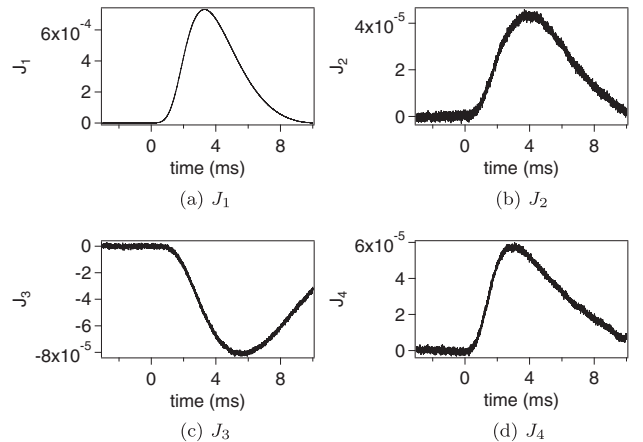 6x10⁻⁴
4
2
0
J₁
0 4 8
time (ms)
(a) J₁
4x10⁻⁵
2
0
J₂
0 4 8
time (ms)
(b) J₂
0
-2
-4
-6
-8x10⁻⁵
J₃
0 4 8
time (ms)
(c) J₃
6x10⁻⁵
4
2
0
J₄
0 4 8
time (ms)
(d) J₄